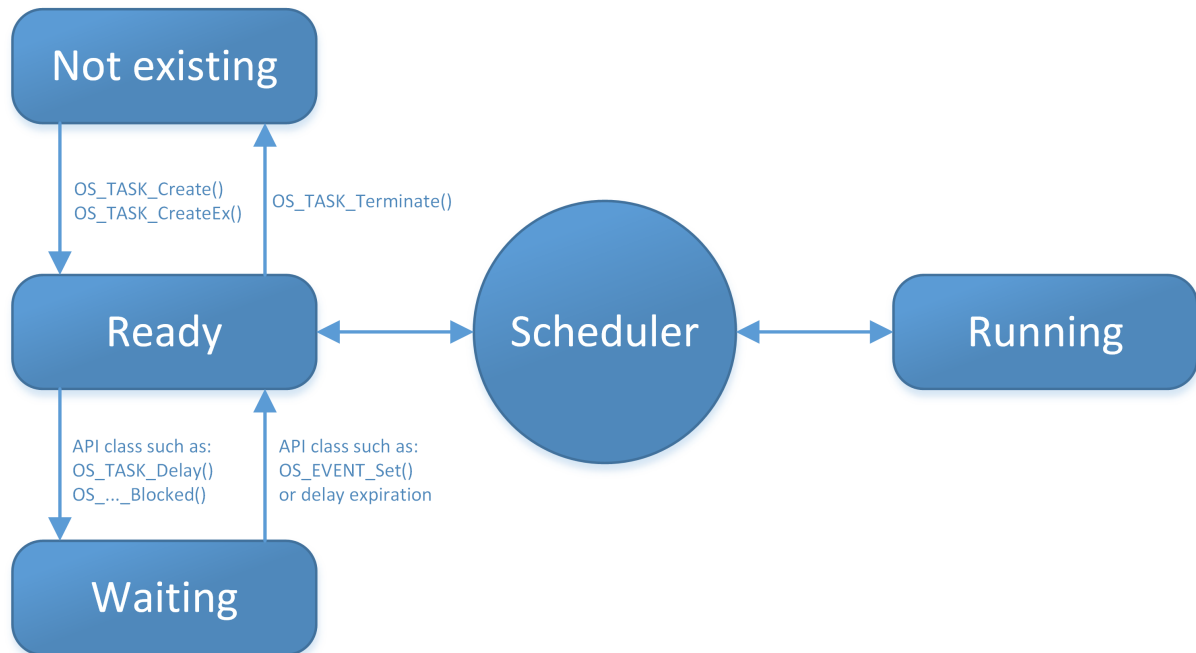 Not existing
OS_TASK_Create()
OS_TASK_CreateEx()
OS_TASK_Terminate()
Ready
Scheduler
Running
API class such as:
OS_TASK_Delay()
OS_..._Blocked()
API class such as:
OS_EVENT_Set()
or delay expiration
Waiting